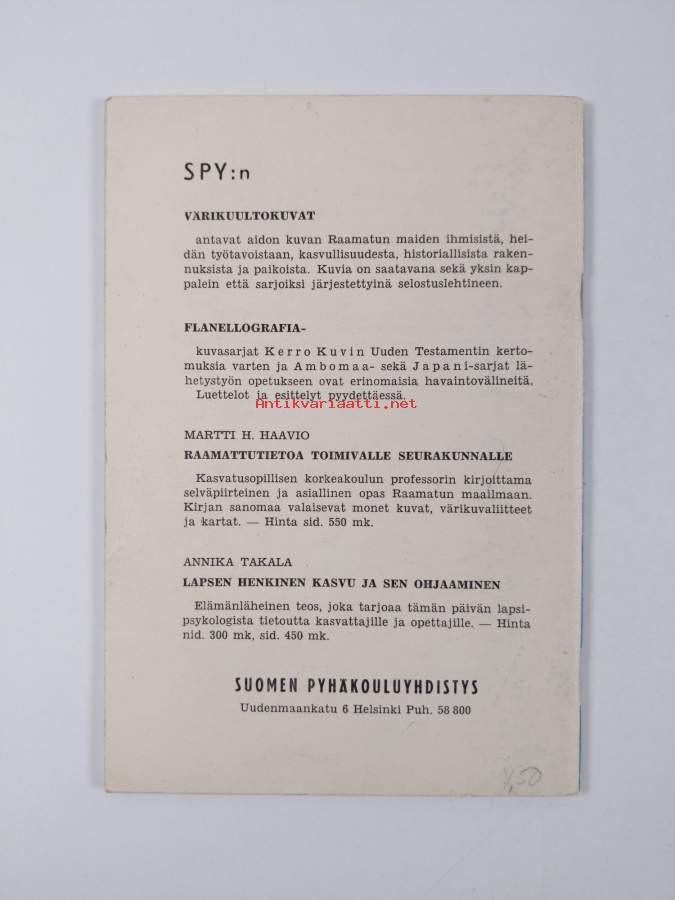 SPY:n
VÄRIKUULTOKUVAT
antavat aidon kuvan Raamatun maiden ihmisistä, hei-
dän työtavoistaan, kasvullisuudesta, historiallisista raken-
nuksista ja paikoista. Kuvia on saatavana sekä yksin kap-
palein että sarjoiksi järjestettyinä selostuslehtineen.
FLANELLOGRAFIA-
kuvasarjat Kerro Kuvin Uuden Testamentin kerto-
muksia varten ja Ambomaa- sekä Japani-sarjat lä-
hetystyön opetukseen ovat erinomaisia havaintovälineitä.
Luettelot ja esittelyt pyydettäessä.
Antikvariaatti.net
MARTTI H. HAAVIO
RAAMATTUTIETOA TOIMIVALLE SEURAKUNNALLE
Kasvatusopillisen korkeakoulun professorin kirjoittama
selväpiirteinen ja asiallinen opas Raamatun maailmaan.
Kirjan sanomaa valaisevat monet kuvat, värikuvaliitteet
ja kartat. — Hinta sid. 550 mk.
ANNIKA TAKALA
LAPSEN HENKINEN KASVU JA SEN OHJAAMINEN
Elämänläheinen teos, joka tarjoaa tämän päivän lapsi-
psykologista tietoutta kasvattajille ja opettajille. — Hinta
nid. 300 mk, sid. 450 mk.
SUOMEN PYHÄKOULUYHDISTYS
Uudenmaankatu 6 Helsinki Puh. 58 800
4,50